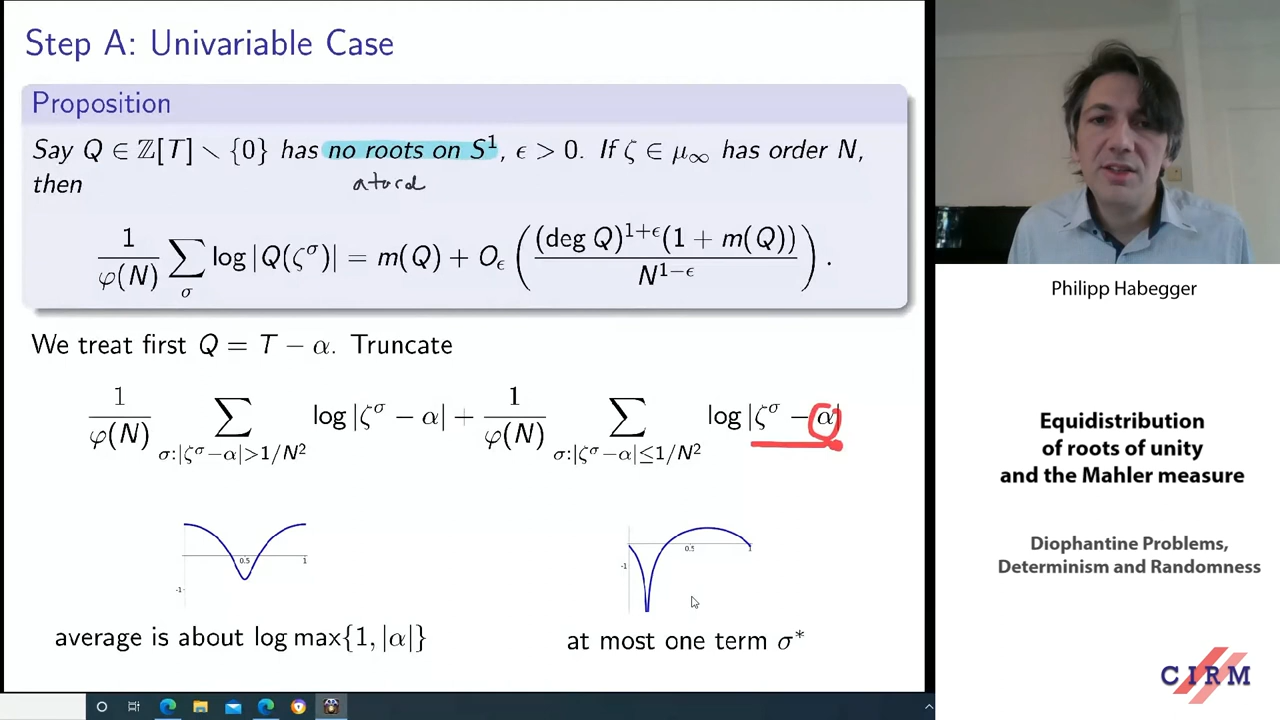 Step A: Univariable Case
Proposition
Say Q ∈ ℤ[T] ∖ {0} has no roots on S¹, ϵ > 0. If ζ ∈ μ∞ has order N,
then
atoral
1/φ(N) ∑_σ log|Q(ζ^σ)| = m(Q) + O_ϵ ( (deg Q)^{1+ϵ}(1 + m(Q)) / N^{1−ϵ} ).
We treat first Q = T − α. Truncate
1/φ(N) ∑_{σ:|ζ^σ−α|>1/N²} log|ζ^σ − α| + 1/φ(N) ∑_{σ:|ζ^σ−α|≤1/N²} log|ζ^σ − α|
0.5 1
-1
0.5 1
-1
average is about log max{1, |α|}
at most one term σ*
Philipp Habegger
Equidistribution
of roots of unity
and the Mahler measure
Diophantine Problems,
Determinism and Randomness
CIRM